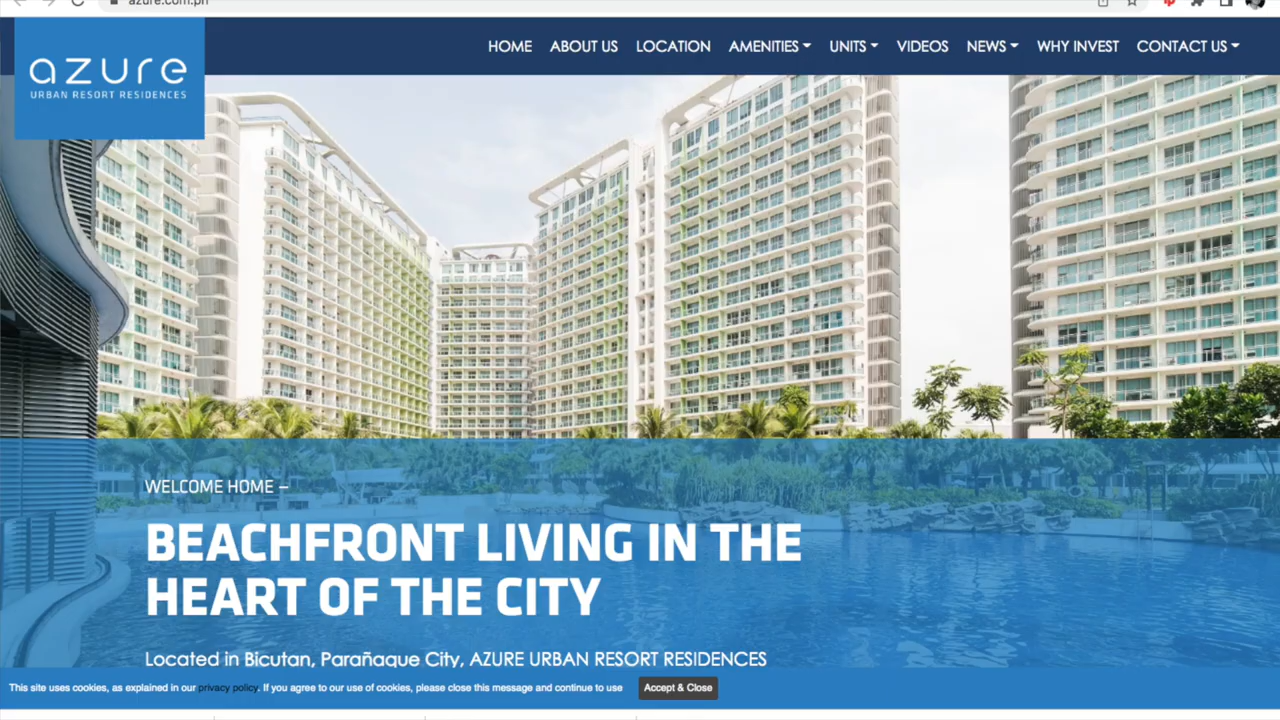 azure.com.ph
HOME ABOUT US LOCATION AMENITIES UNITS VIDEOS NEWS WHY INVEST CONTACT US
azure
URBAN RESORT RESIDENCES
WELCOME HOME –
BEACHFRONT LIVING IN THE
HEART OF THE CITY
Located in Bicutan, Parañaque City, AZURE URBAN RESORT RESIDENCES
This site uses cookies, as explained in our privacy policy. If you agree to our use of cookies, please close this message and continue to use
Accept & Close